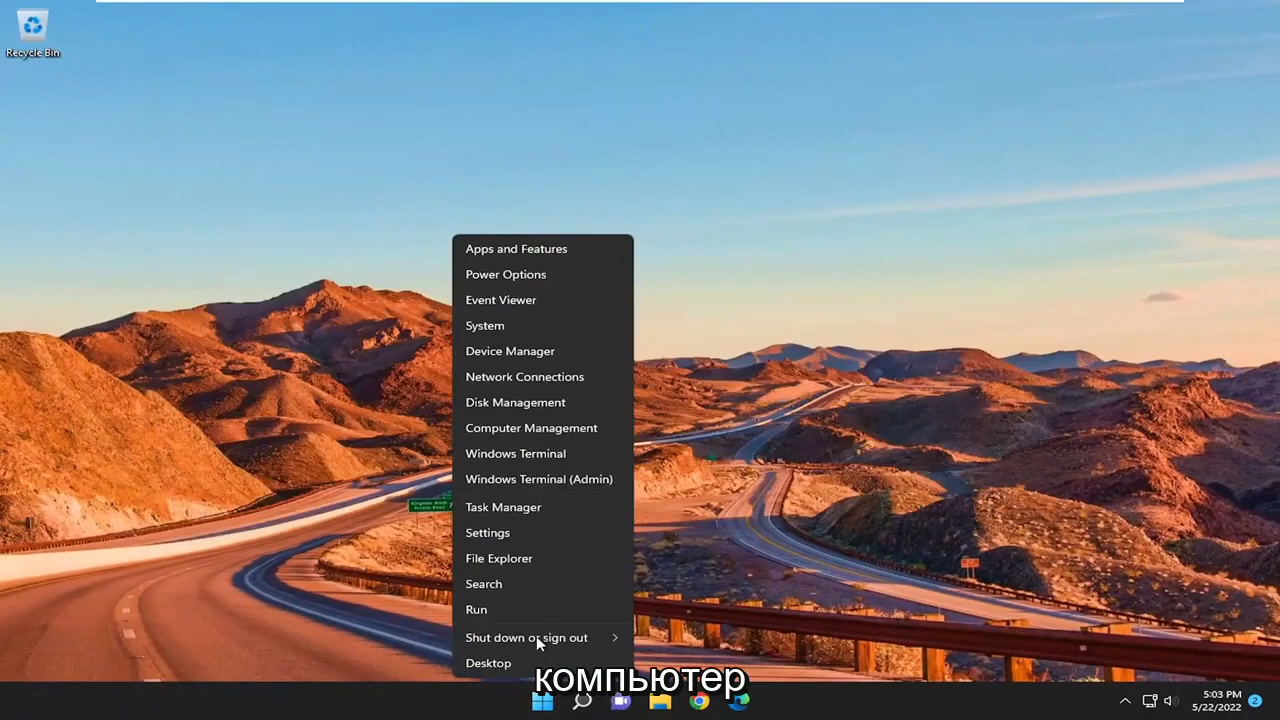 Recycle Bin
Apps and Features
Power Options
Event Viewer
System
Device Manager
Network Connections
Disk Management
Computer Management
Windows Terminal
Windows Terminal (Admin)
Task Manager
Settings
File Explorer
Search
Run
Shut down or sign out
Desktop
компьютер
5:03 PM
5/22/2022
2